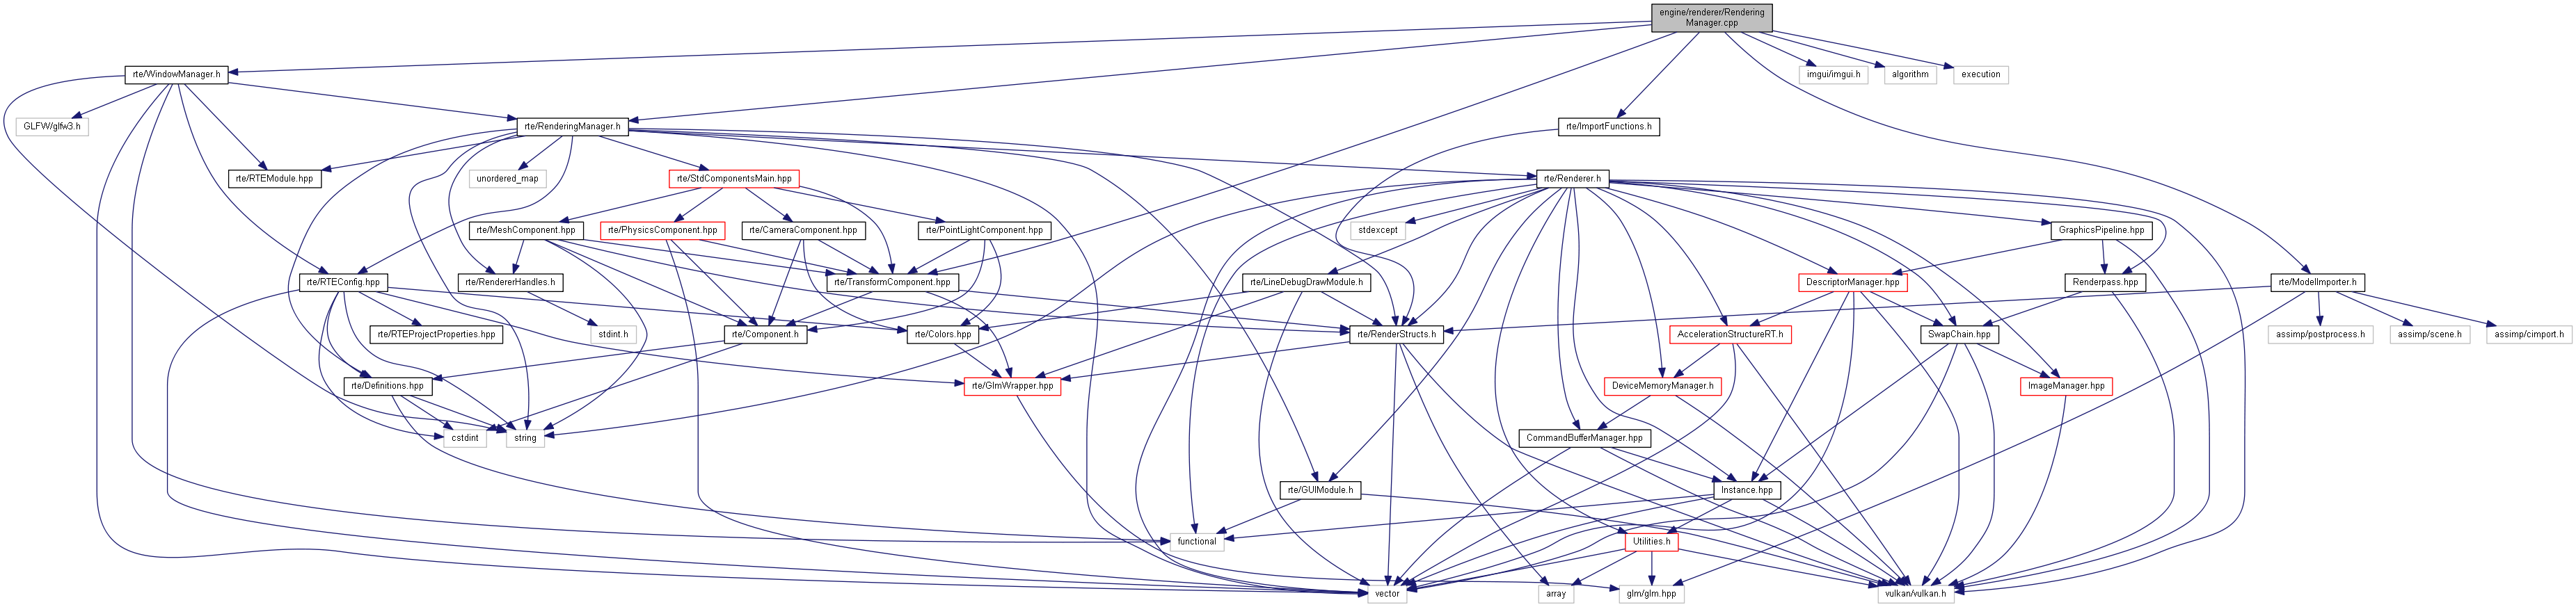 engine/renderer/Rendering
Manager.cpp
rte/WindowManager.h
imgui/imgui.h
algorithm
execution
GLFW/glfw3.h
rte/RenderingManager.h
rte/ImportFunctions.h
rte/RTEModule.hpp
unordered_map
rte/StdComponentsMain.hpp
rte/Renderer.h
rte/MeshComponent.hpp
rte/PhysicsComponent.hpp
rte/CameraComponent.hpp
rte/PointLightComponent.hpp
stdexcept
GraphicsPipeline.hpp
rte/RTEConfig.hpp
rte/RendererHandles.h
rte/TransformComponent.hpp
rte/LineDebugDrawModule.h
DescriptorManager.hpp
Renderpass.hpp
rte/ModelImporter.h
rte/RTEProjectProperties.hpp
stdint.h
rte/Component.h
rte/Colors.hpp
rte/RenderStructs.h
AccelerationStructureRT.h
SwapChain.hpp
assimp/postprocess.h
assimp/scene.h
assimp/cimport.h
rte/Definitions.hpp
rte/GlmWrapper.hpp
DeviceMemoryManager.h
ImageManager.hpp
cstdint
string
CommandBufferManager.hpp
rte/GUIModule.h
Instance.hpp
functional
Utilities.h
vector
array
glm/glm.hpp
vulkan/vulkan.h